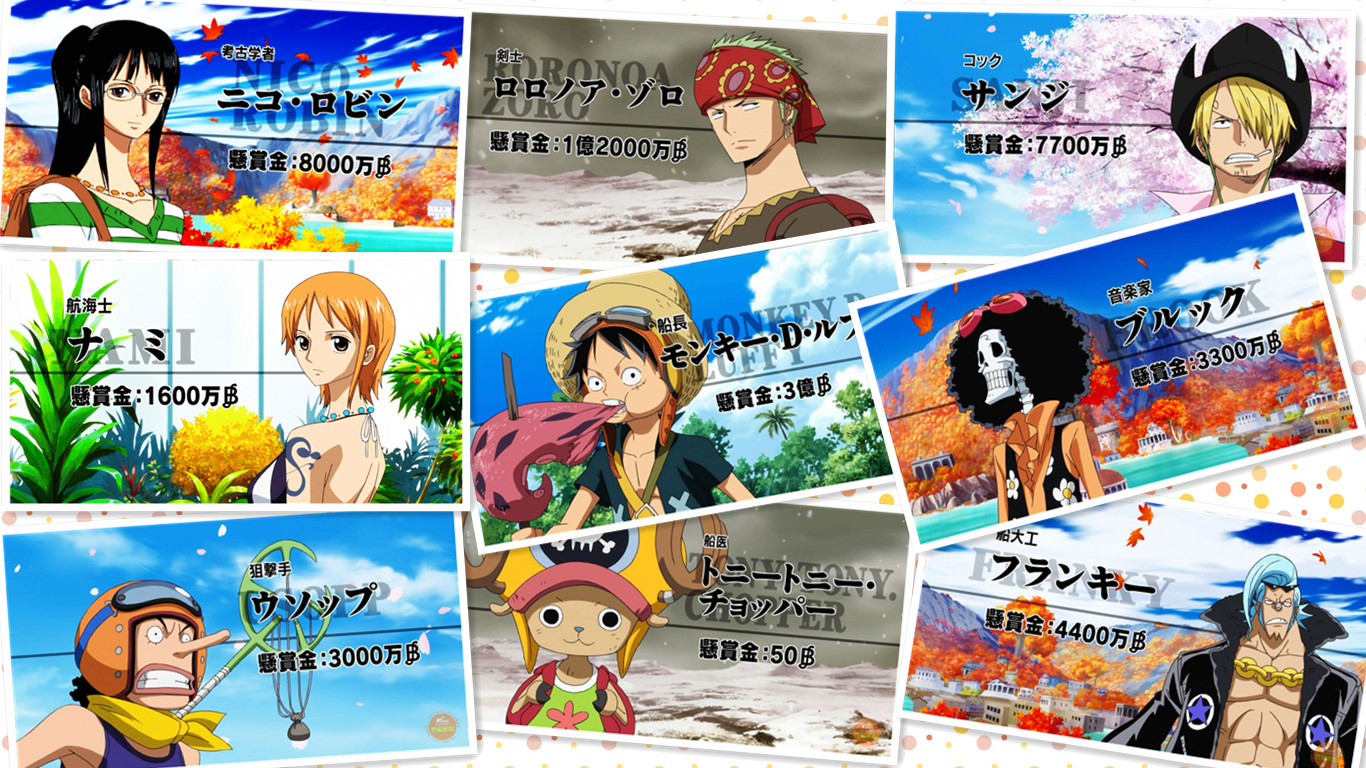 考古学者
NICO
ROBIN
ニコ・ロビン
懸賞金:8000万฿
剣士
RORONOA
ZORO
ロロノア・ゾロ
懸賞金:1億2000万฿
コック
SANJI
サンジ
懸賞金:7700万฿
航海士
NAMI
ナミ
懸賞金:1600万฿
船長
MONKEY D.
LUFFY
モンキー・D・ルフ
懸賞金:3億฿
音楽家
BROOK
ブルック
懸賞金:3300万฿
狙撃手
USOPP
ウソップ
懸賞金:3000万฿
船医
TONY TONY.
CHOPPER
トニートニー・
チョッパー
懸賞金:50฿
船大工
FRANKY
フランキー
懸賞金:4400万฿